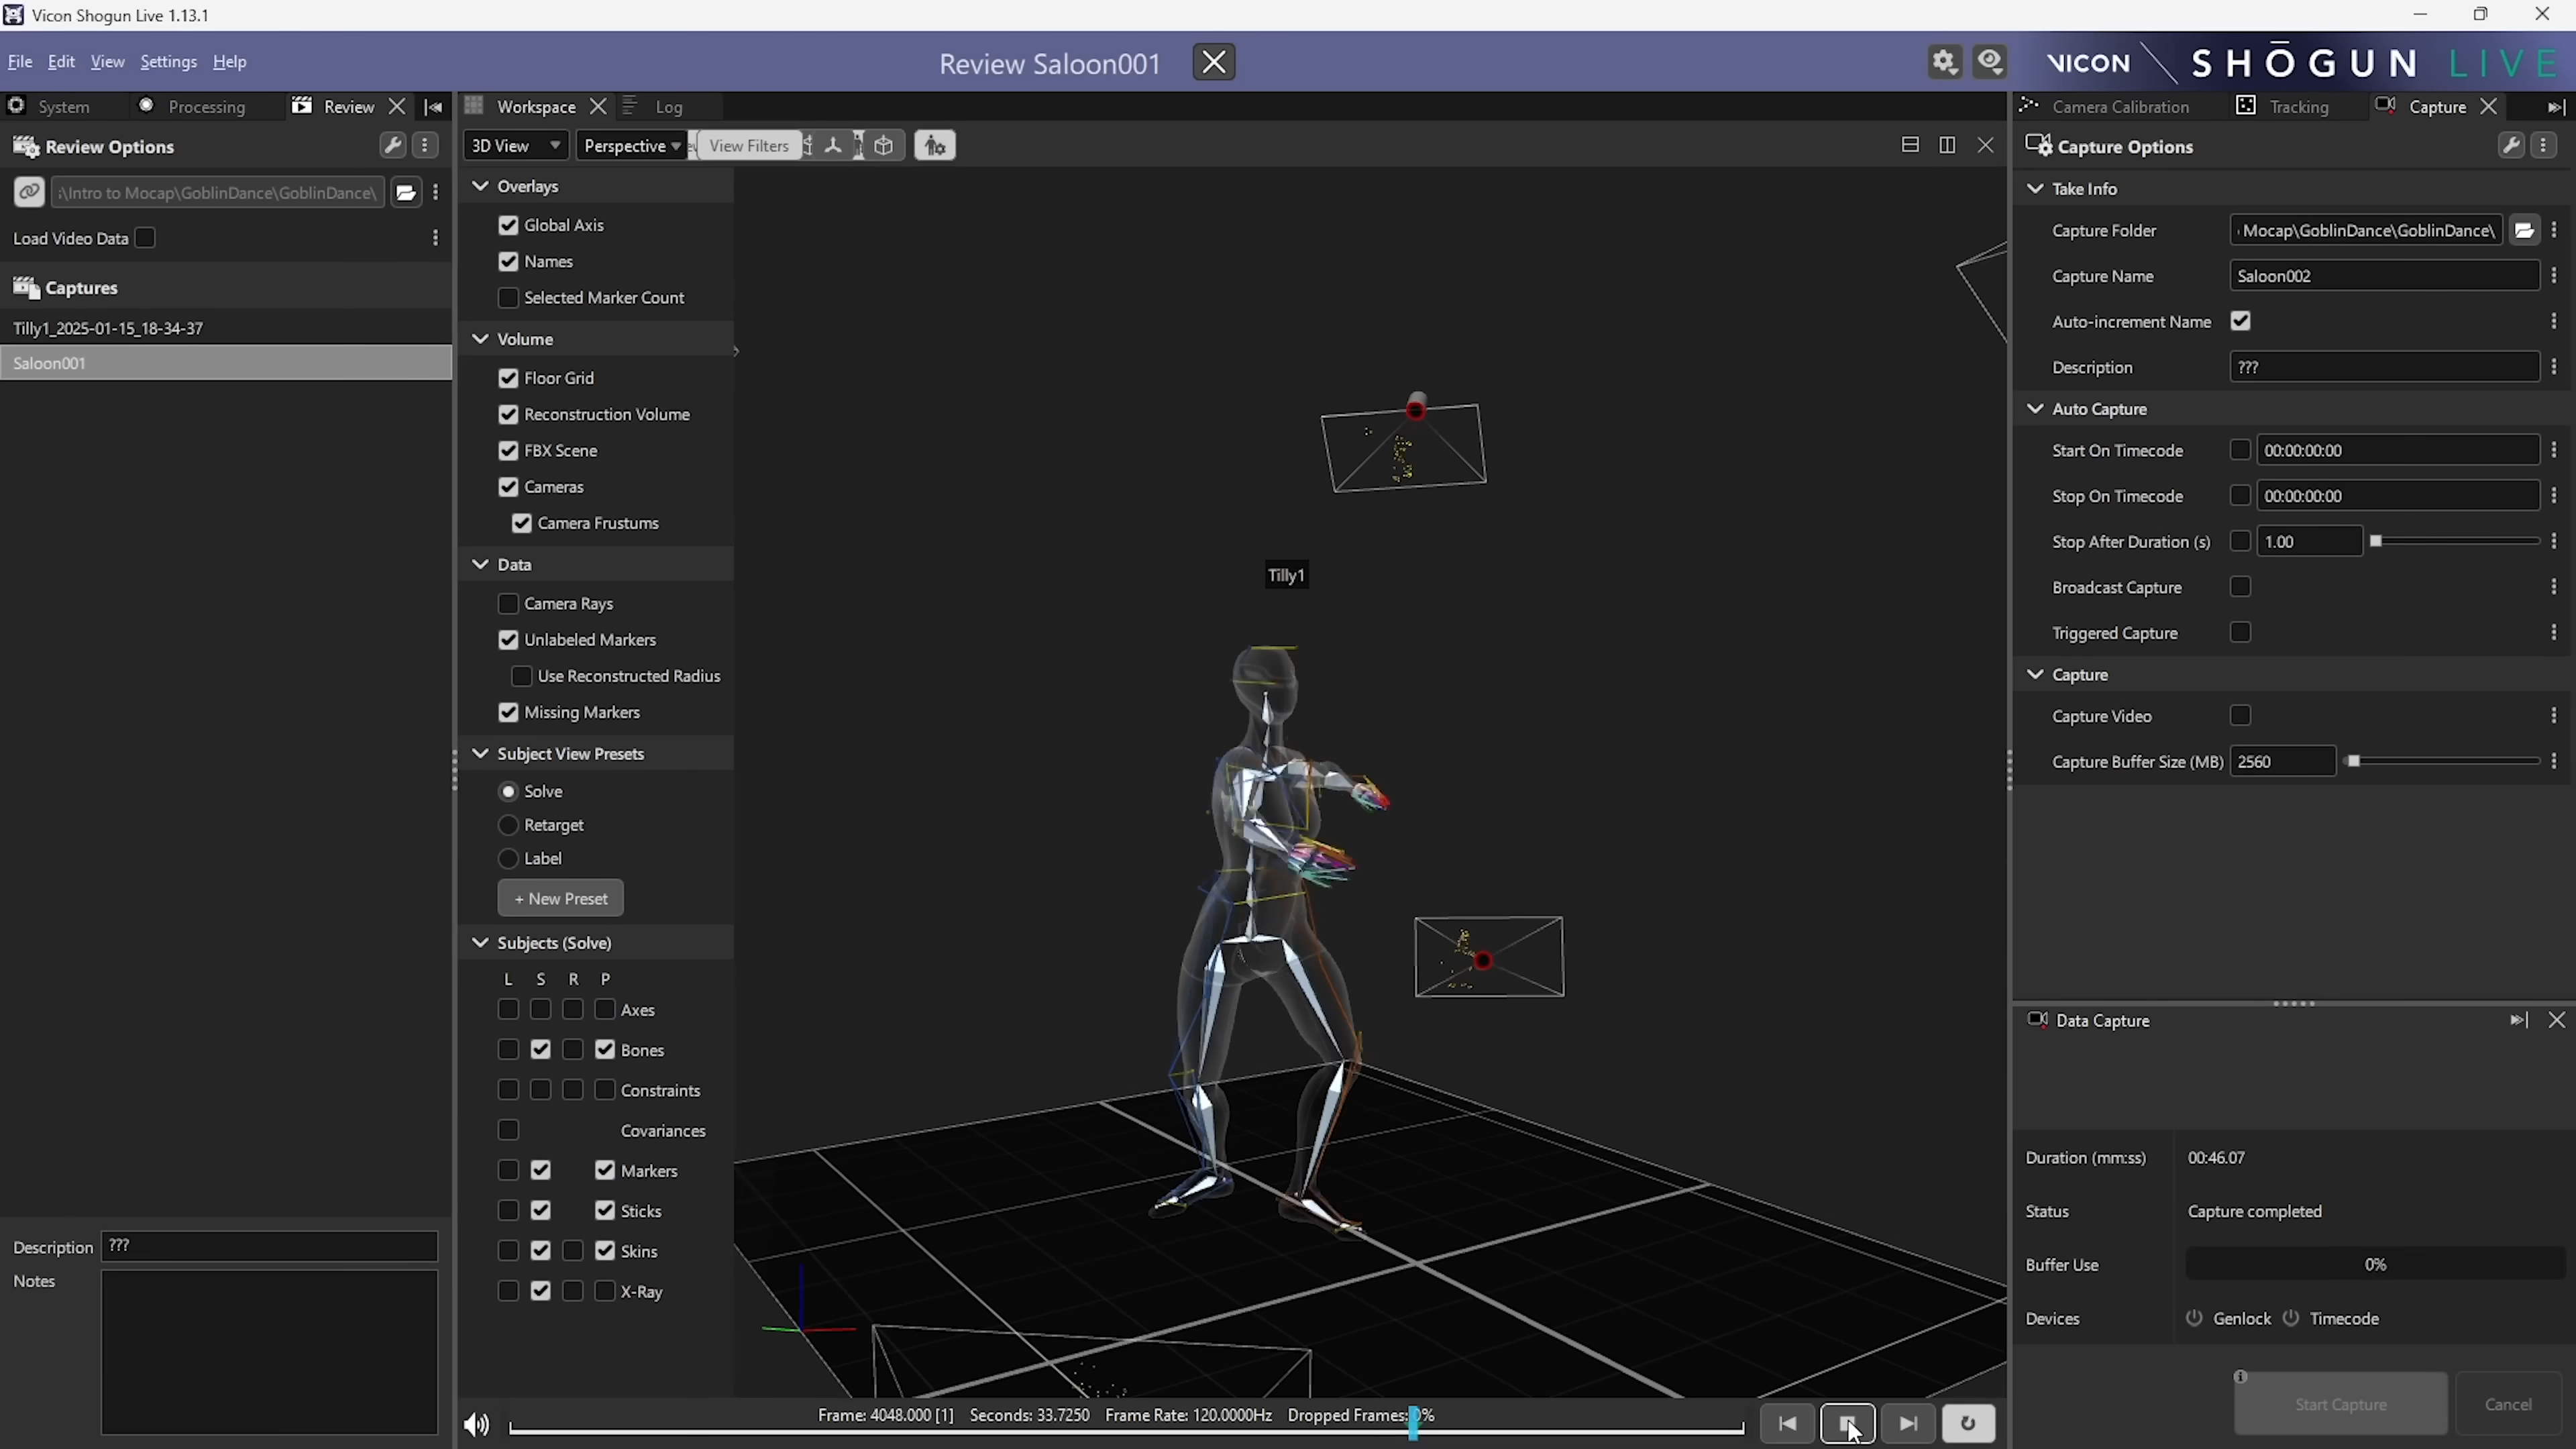 Vicon Shogun Live 1.13.1
File Edit View Settings Help
Review Saloon001
VICON SHŌGUN LIVE
System Processing Review
Workspace Log
Camera Calibration Tracking Capture
Review Options
:\Intro to Mocap\GoblinDance\GoblinDance\
Load Video Data
Captures
Tilly1_2025-01-15_18-34-37
Saloon001
Description ???
Notes
3D View Perspective View Filters
Overlays
Global Axis
Names
Selected Marker Count
Volume
Floor Grid
Reconstruction Volume
FBX Scene
Cameras
Camera Frustums
Data
Camera Rays
Unlabeled Markers
Use Reconstructed Radius
Missing Markers
Subject View Presets
Solve
Retarget
Label
+ New Preset
Subjects (Solve)
L S R P
Axes
Bones
Constraints
Covariances
Markers
Sticks
Skins
X-Ray
Tilly1
Frame: 4048.000 [1] Seconds: 33.7250 Frame Rate: 120.0000Hz Dropped Frames: 0%
Capture Options
Take Info
Capture Folder Mocap\GoblinDance\GoblinDance\
Capture Name Saloon002
Auto-increment Name
Description ???
Auto Capture
Start On Timecode 00:00:00:00
Stop On Timecode 00:00:00:00
Stop After Duration (s) 1.00
Broadcast Capture
Triggered Capture
Capture
Capture Video
Capture Buffer Size (MB) 2560
Data Capture
Duration (mm:ss) 00:46.07
Status Capture completed
Buffer Use 0%
Devices Genlock Timecode
Start Capture Cancel